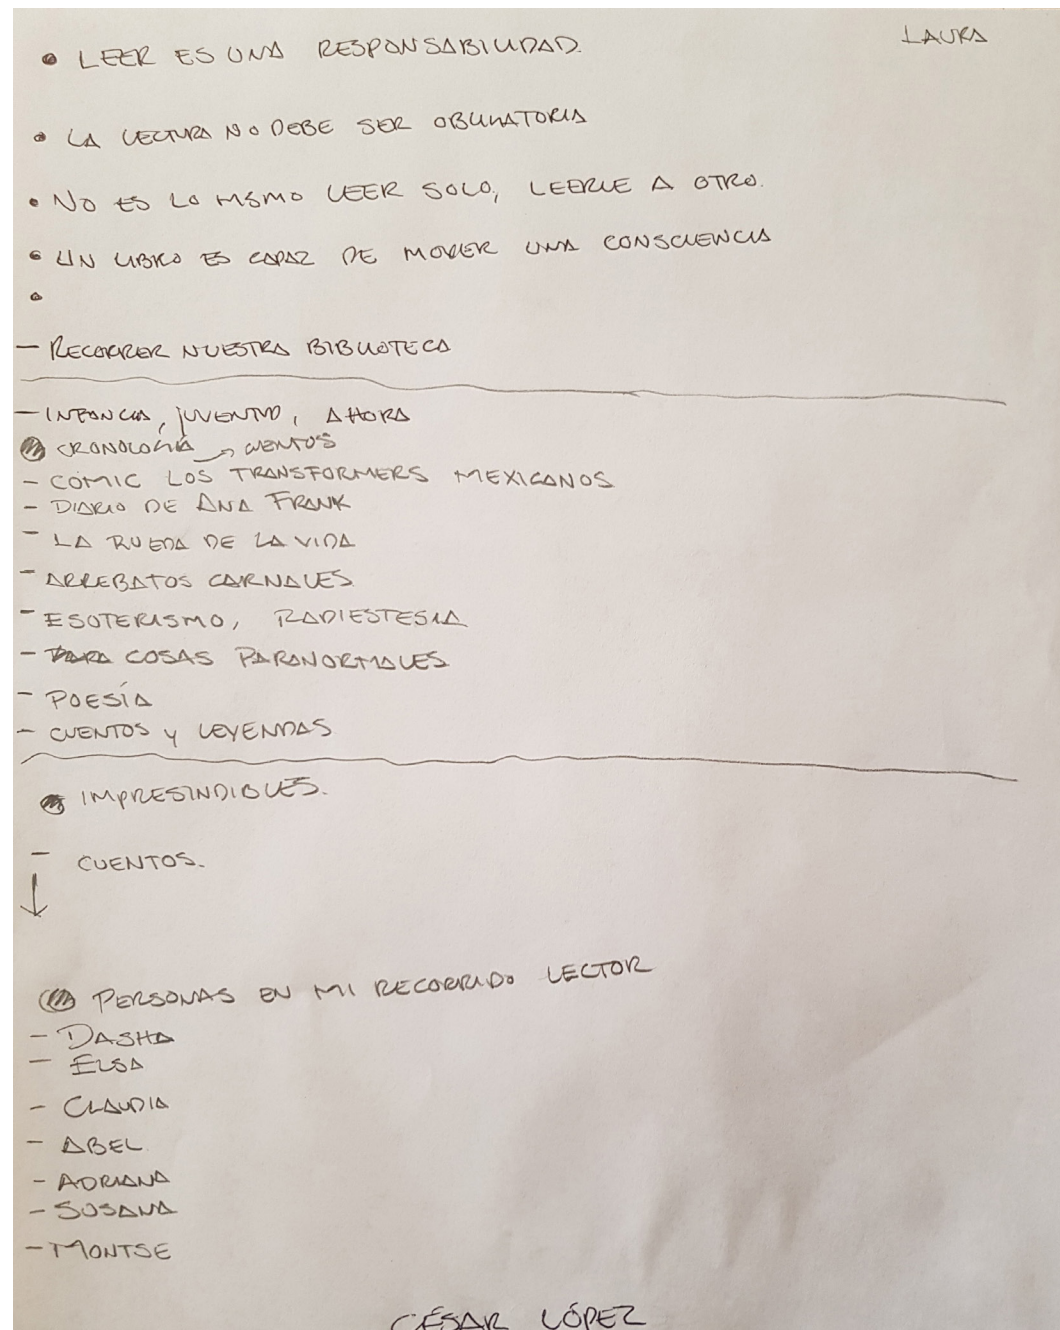 LAURA
• LEER ES UNA RESPONSABILIDAD.
• LA LECTURA NO DEBE SER OBLIGATORIA
• NO ES LO MISMO LEER SOLO, LEERLE A OTRO.
• UN LIBRO ES CAPAZ DE MOVER UNA CONSCIENCIA
•
— RECORRER NUESTRA BIBLIOTECA
— INFANCIA, JUVENTUD, AHORA
● CRONOLOGÍA → CUENTOS
- CÓMIC LOS TRANSFORMERS MEXICANOS
- DIARIO DE ANA FRANK
- LA RUEDA DE LA VIDA
- ARREBATOS CARNALES
- ESOTERISMO, RADIESTESIA
- PARA COSAS PARANORMALES
- POESÍA
- CUENTOS Y LEYENDAS
● IMPRESINDIBLES.
- CUENTOS.
↓
● PERSONAS EN MI RECORRIDO LECTOR
- DASHA
- ELSA
- CLAUDIA
- ABEL
- ADRIANA
- SUSANA
- MONTSE
CÉSAR LÓPEZ